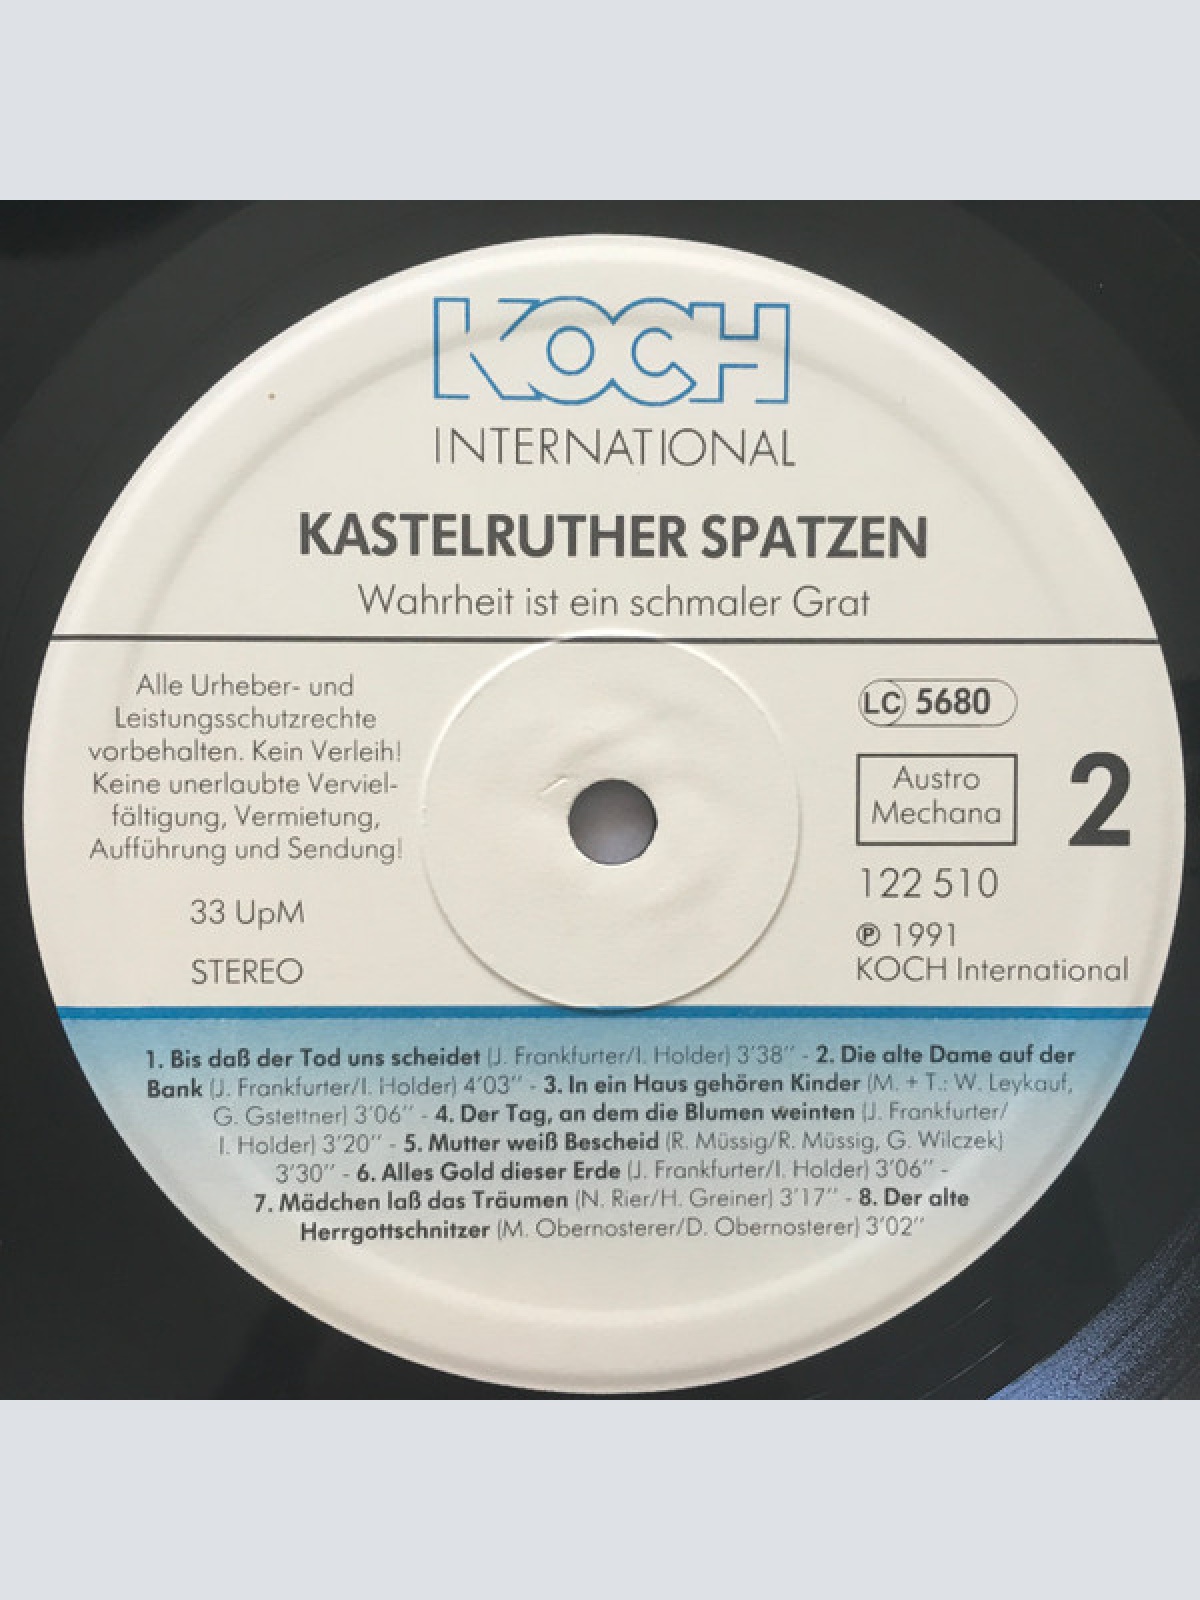 KOCH
INTERNATIONAL
KASTELRUTHER SPATZEN
Wahrheit ist ein schmaler Grat
Alle Urheber- und
Leistungsschutzrechte
vorbehalten. Kein Verleih!
Keine unerlaubte Verviel-
fältigung, Vermietung,
Aufführung und Sendung!
33 UpM
STEREO
LC 5680
Austro
Mechana
2
122 510
℗ 1991
KOCH International
1. Bis daß der Tod uns scheidet (J. Frankfurter/I. Holder) 3'38'' - 2. Die alte Dame auf der
Bank (J. Frankfurter/I. Holder) 4'03'' - 3. In ein Haus gehören Kinder (M. + T.: W. Leykauf,
G. Gstettner) 3'06'' - 4. Der Tag, an dem die Blumen weinten (J. Frankfurter/
I. Holder) 3'20'' - 5. Mutter weiß Bescheid (R. Müssig/R. Müssig, G. Wilczek)
3'30'' - 6. Alles Gold dieser Erde (J. Frankfurter/I. Holder) 3'06'' -
7. Mädchen laß das Träumen (N. Rier/H. Greiner) 3'17'' - 8. Der alte
Herrgottschnitzer (M. Obernosterer/D. Obernosterer) 3'02''